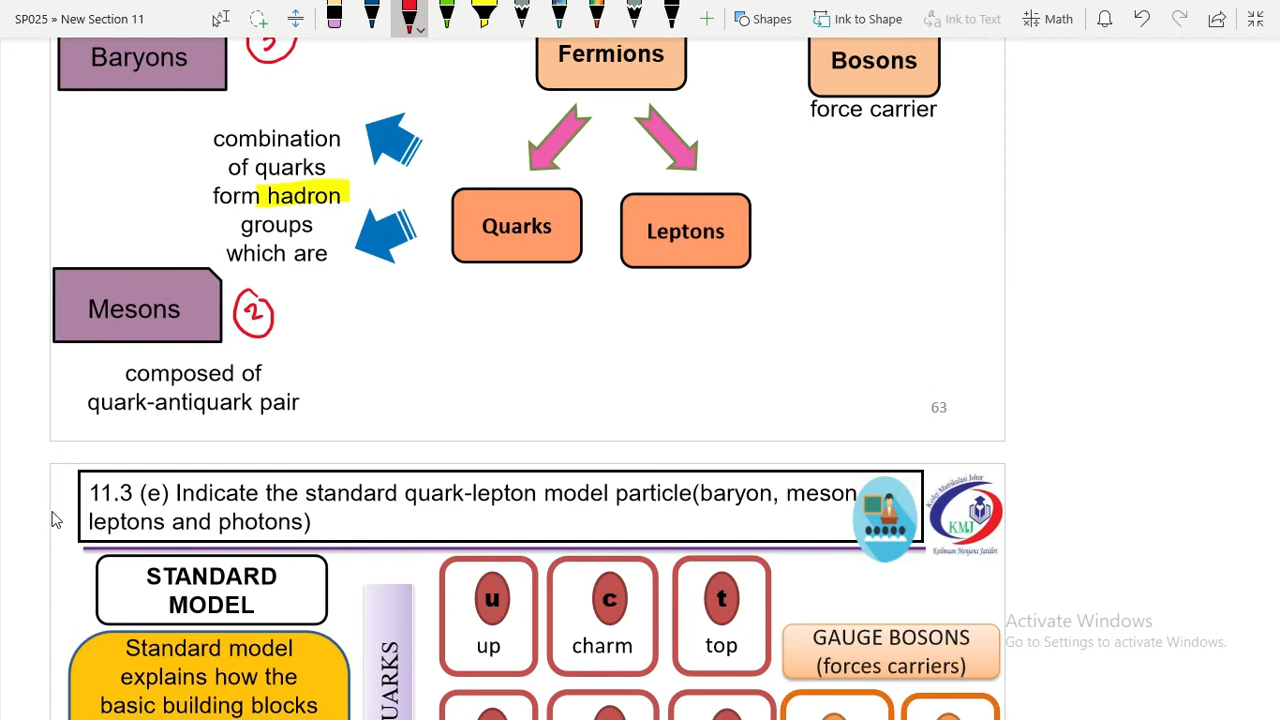 SP025 » New Section 11
Shapes
Ink to Shape
Ink to Text
Math
Baryons
3
Fermions
Bosons
force carrier
combination
of quarks
form hadron
groups
which are
Quarks
Leptons
Mesons
2
composed of
quark-antiquark pair
63
11.3 (e) Indicate the standard quark-lepton model particle(baryon, meson
leptons and photons)
KMJ
STANDARD
MODEL
Standard model
explains how the
basic building blocks
QUARKS
u
c
t
up
charm
top
GAUGE BOSONS
(forces carriers)
Activate Windows
Go to Settings to activate Windows.